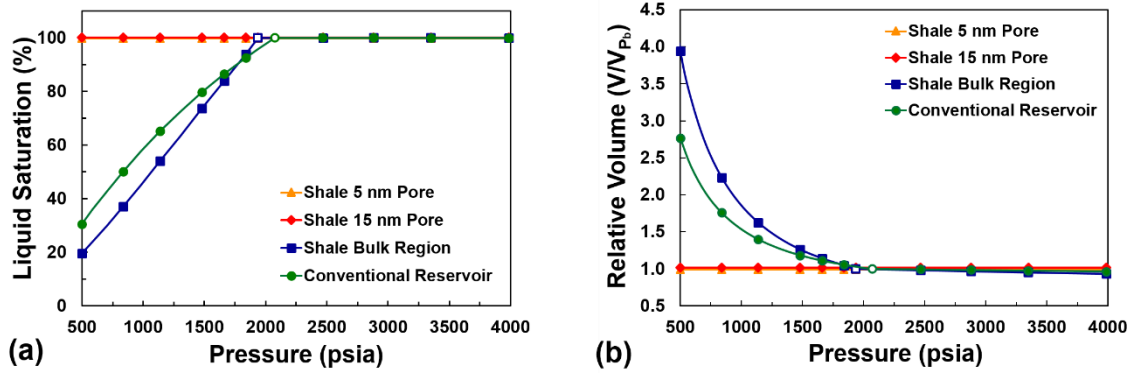 120
100
80
60
40
20
0
Liquid Saturation (%)
Shale 5 nm Pore
Shale 15 nm Pore
Shale Bulk Region
Conventional Reservoir
500 1000 1500 2000 2500 3000 3500 4000
Pressure (psia)
(a)
4.5
4.0
3.5
3.0
2.5
2.0
1.5
1.0
0.5
Relative Volume (V/V_Pb)
Shale 5 nm Pore
Shale 15 nm Pore
Shale Bulk Region
Conventional Reservoir
500 1000 1500 2000 2500 3000 3500 4000
Pressure (psia)
(b)